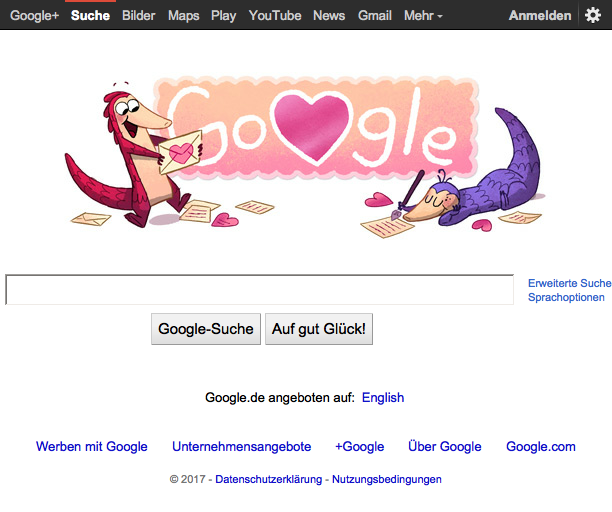 Google+ Suche Bilder Maps Play YouTube News Gmail Mehr Anmelden
Google
Erweiterte Suche
Sprachoptionen
Google-Suche Auf gut Glück!
Google.de angeboten auf: English
Werben mit Google Unternehmensangebote +Google Über Google Google.com
© 2017 - Datenschutzerklärung - Nutzungsbedingungen